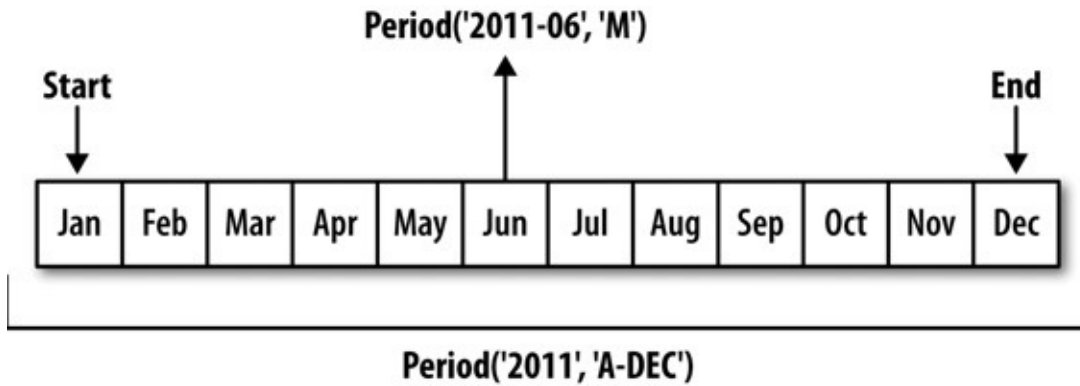 Period('2011-06', 'M')
Start End
Jan Feb Mar Apr May Jun Jul Aug Sep Oct Nov Dec
Period('2011', 'A-DEC')